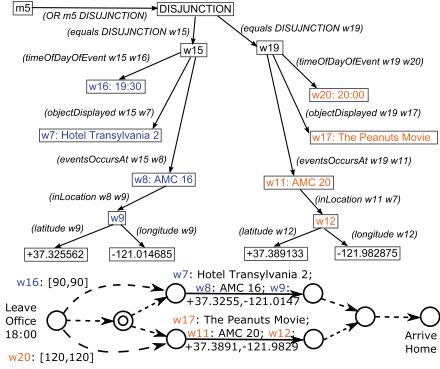 m5
(OR m5 DISJUNCTION)
DISJUNCTION
(equals DISJUNCTION w15)
(equals DISJUNCTION w19)
w15
w19
(timeOfDayOfEvent w15 w16)
(timeOfDayOfEvent w19 w20)
w16: 19:30
w20: 20:00
(objectDisplayed w15 w7)
(objectDisplayed w19 w17)
w7: Hotel Transylvania 2
w17: The Peanuts Movie
(eventsOccursAt w15 w8)
(eventsOccursAt w19 w11)
w8: AMC 16
w11: AMC 20
(inLocation w8 w9)
(inLocation w11 w7)
w9
w12
(latitude w9)
(longitude w9)
(latitude w12)
(longitude w12)
+37.325562
-121.014685
+37.389133
-121.982875
w16: [90,90]
w7: Hotel Transylvania 2;
w8: AMC 16; w9:
+37.3255,-121.0147
Leave
Office
18:00
w17: The Peanuts Movie;
w11: AMC 20; w12:
+37.3891,-121.9829
w20: [120,120]
Arrive
Home